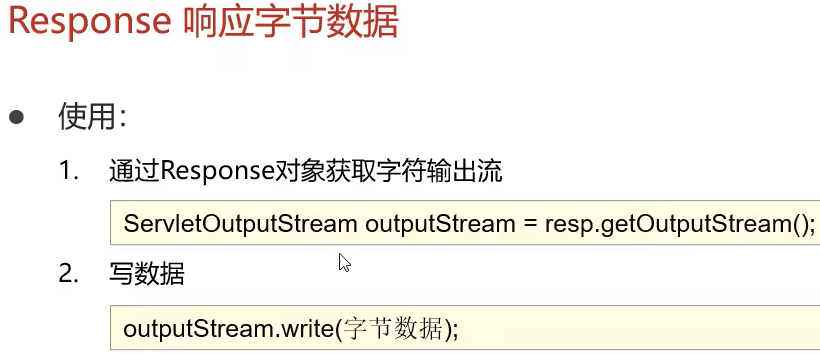 Response 响应字节数据
● 使用：
1. 通过Response对象获取字符输出流
ServletOutputStream outputStream = resp.getOutputStream();
2. 写数据
outputStream.write(字节数据);